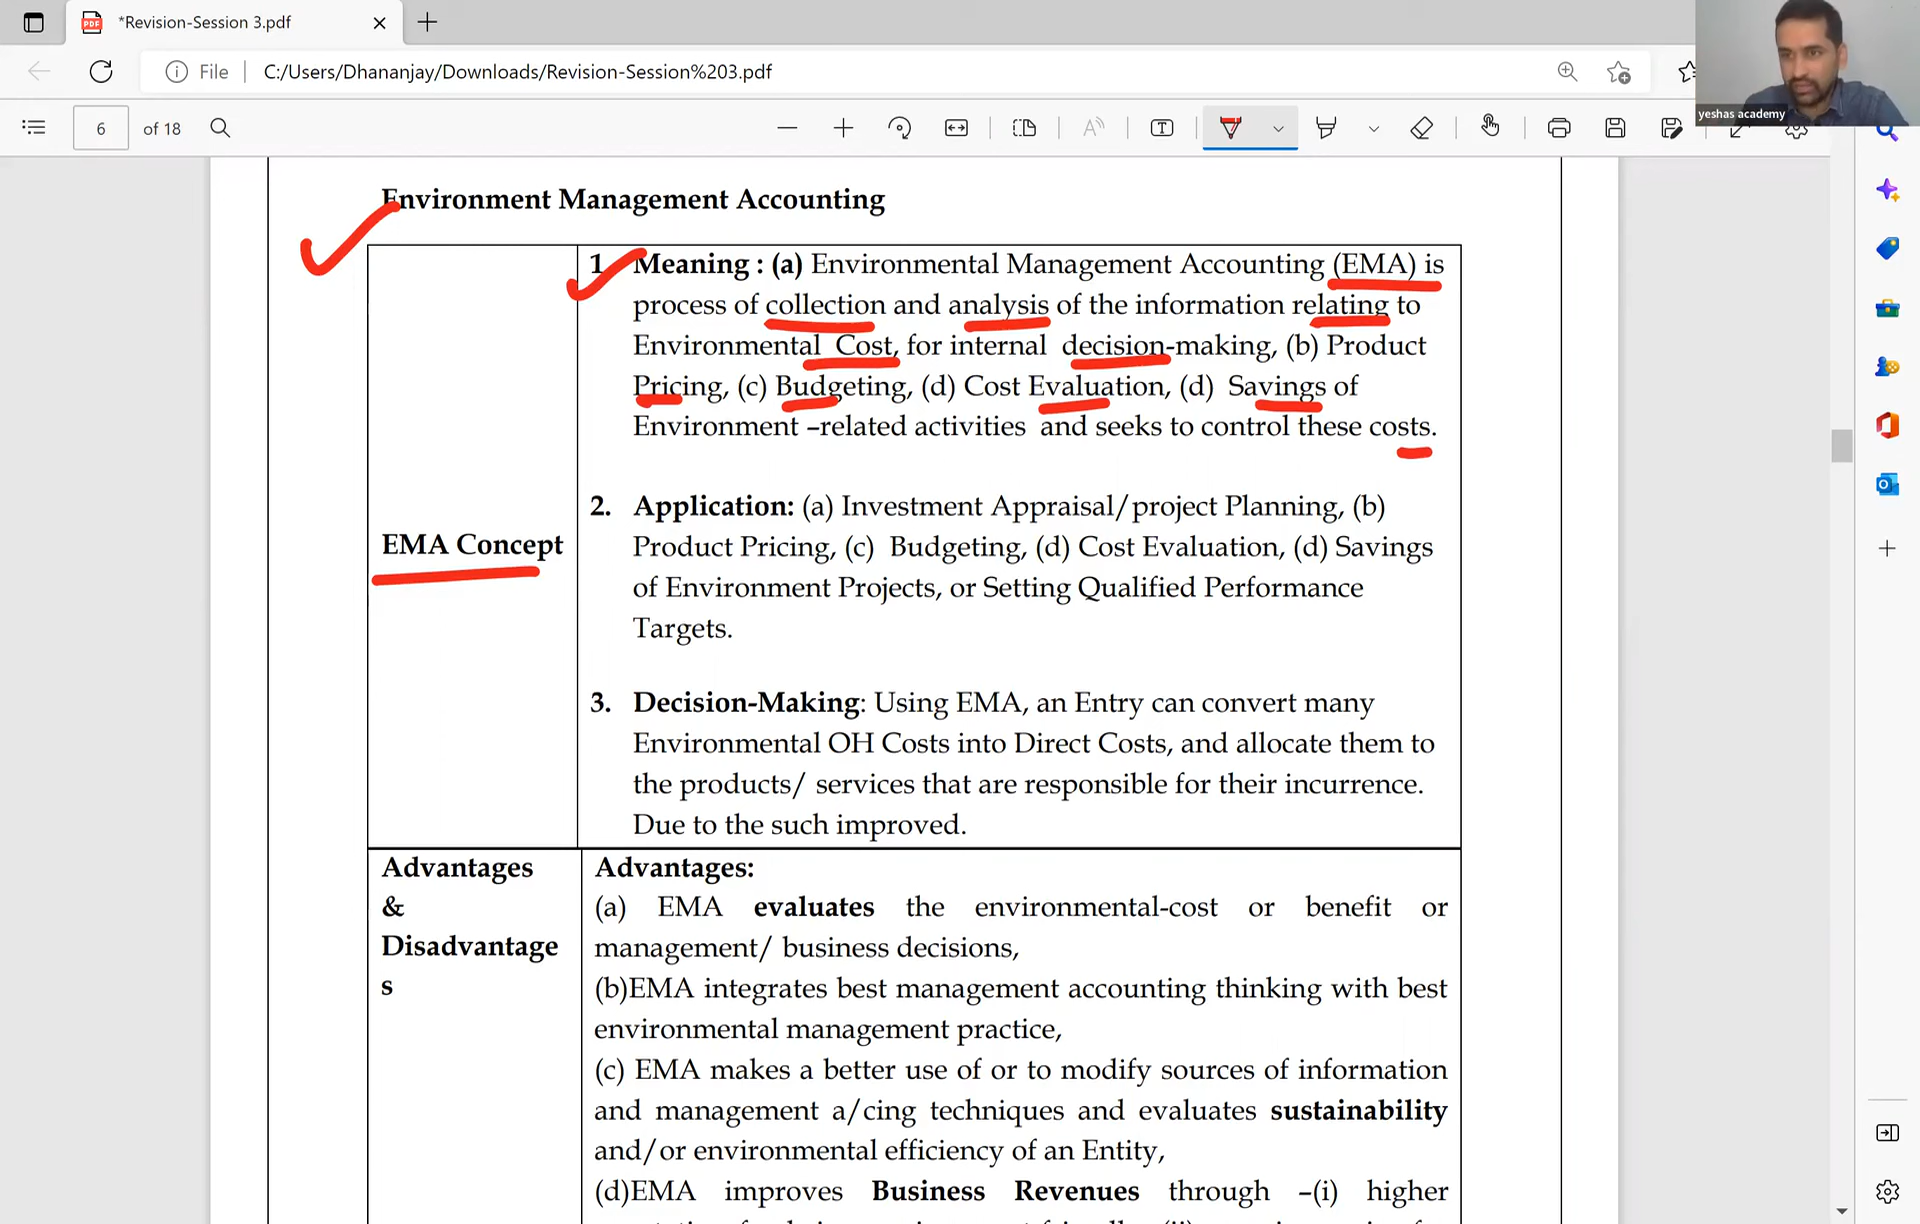 *Revision-Session 3.pdf
File
C:/Users/Dhananjay/Downloads/Revision-Session%203.pdf
yeshas academy
6 of 18
Environment Management Accounting
EMA Concept
1. Meaning : (a) Environmental Management Accounting (EMA) is
process of collection and analysis of the information relating to
Environmental Cost, for internal decision-making, (b) Product
Pricing, (c) Budgeting, (d) Cost Evaluation, (d) Savings of
Environment –related activities and seeks to control these costs.
2. Application: (a) Investment Appraisal/project Planning, (b)
Product Pricing, (c) Budgeting, (d) Cost Evaluation, (d) Savings
of Environment Projects, or Setting Qualified Performance
Targets.
3. Decision-Making: Using EMA, an Entry can convert many
Environmental OH Costs into Direct Costs, and allocate them to
the products/ services that are responsible for their incurrence.
Due to the such improved.
Advantages
&
Disadvantage
s
Advantages:
(a) EMA evaluates the environmental-cost or benefit or
management/ business decisions,
(b)EMA integrates best management accounting thinking with best
environmental management practice,
(c) EMA makes a better use of or to modify sources of information
and management a/cing techniques and evaluates sustainability
and/or environmental efficiency of an Entity,
(d)EMA improves Business Revenues through –(i) higher